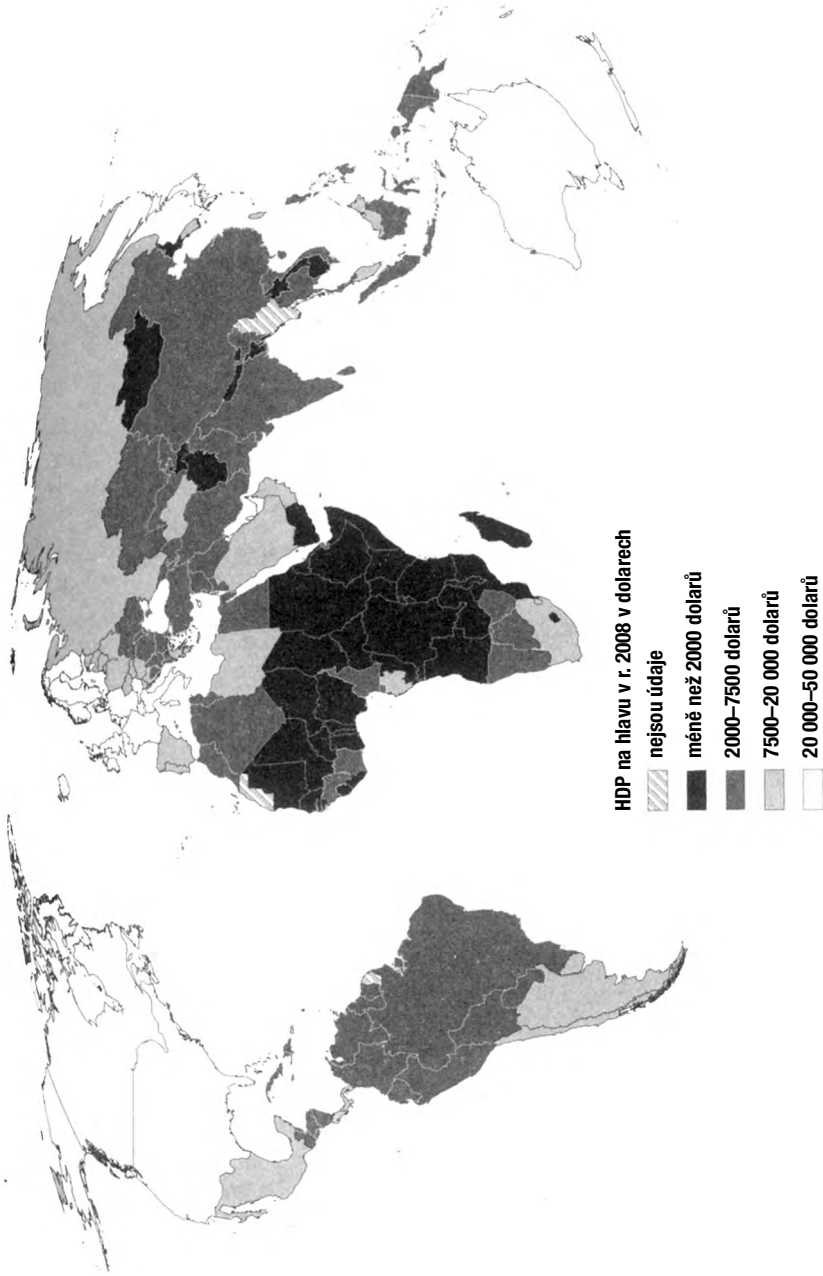 HDP na hlavu v r. 2008 v dolarech
nejsou údaje
méně než 2000 dolarů
2000–7500 dolarů
7500–20 000 dolarů
20 000–50 000 dolarů